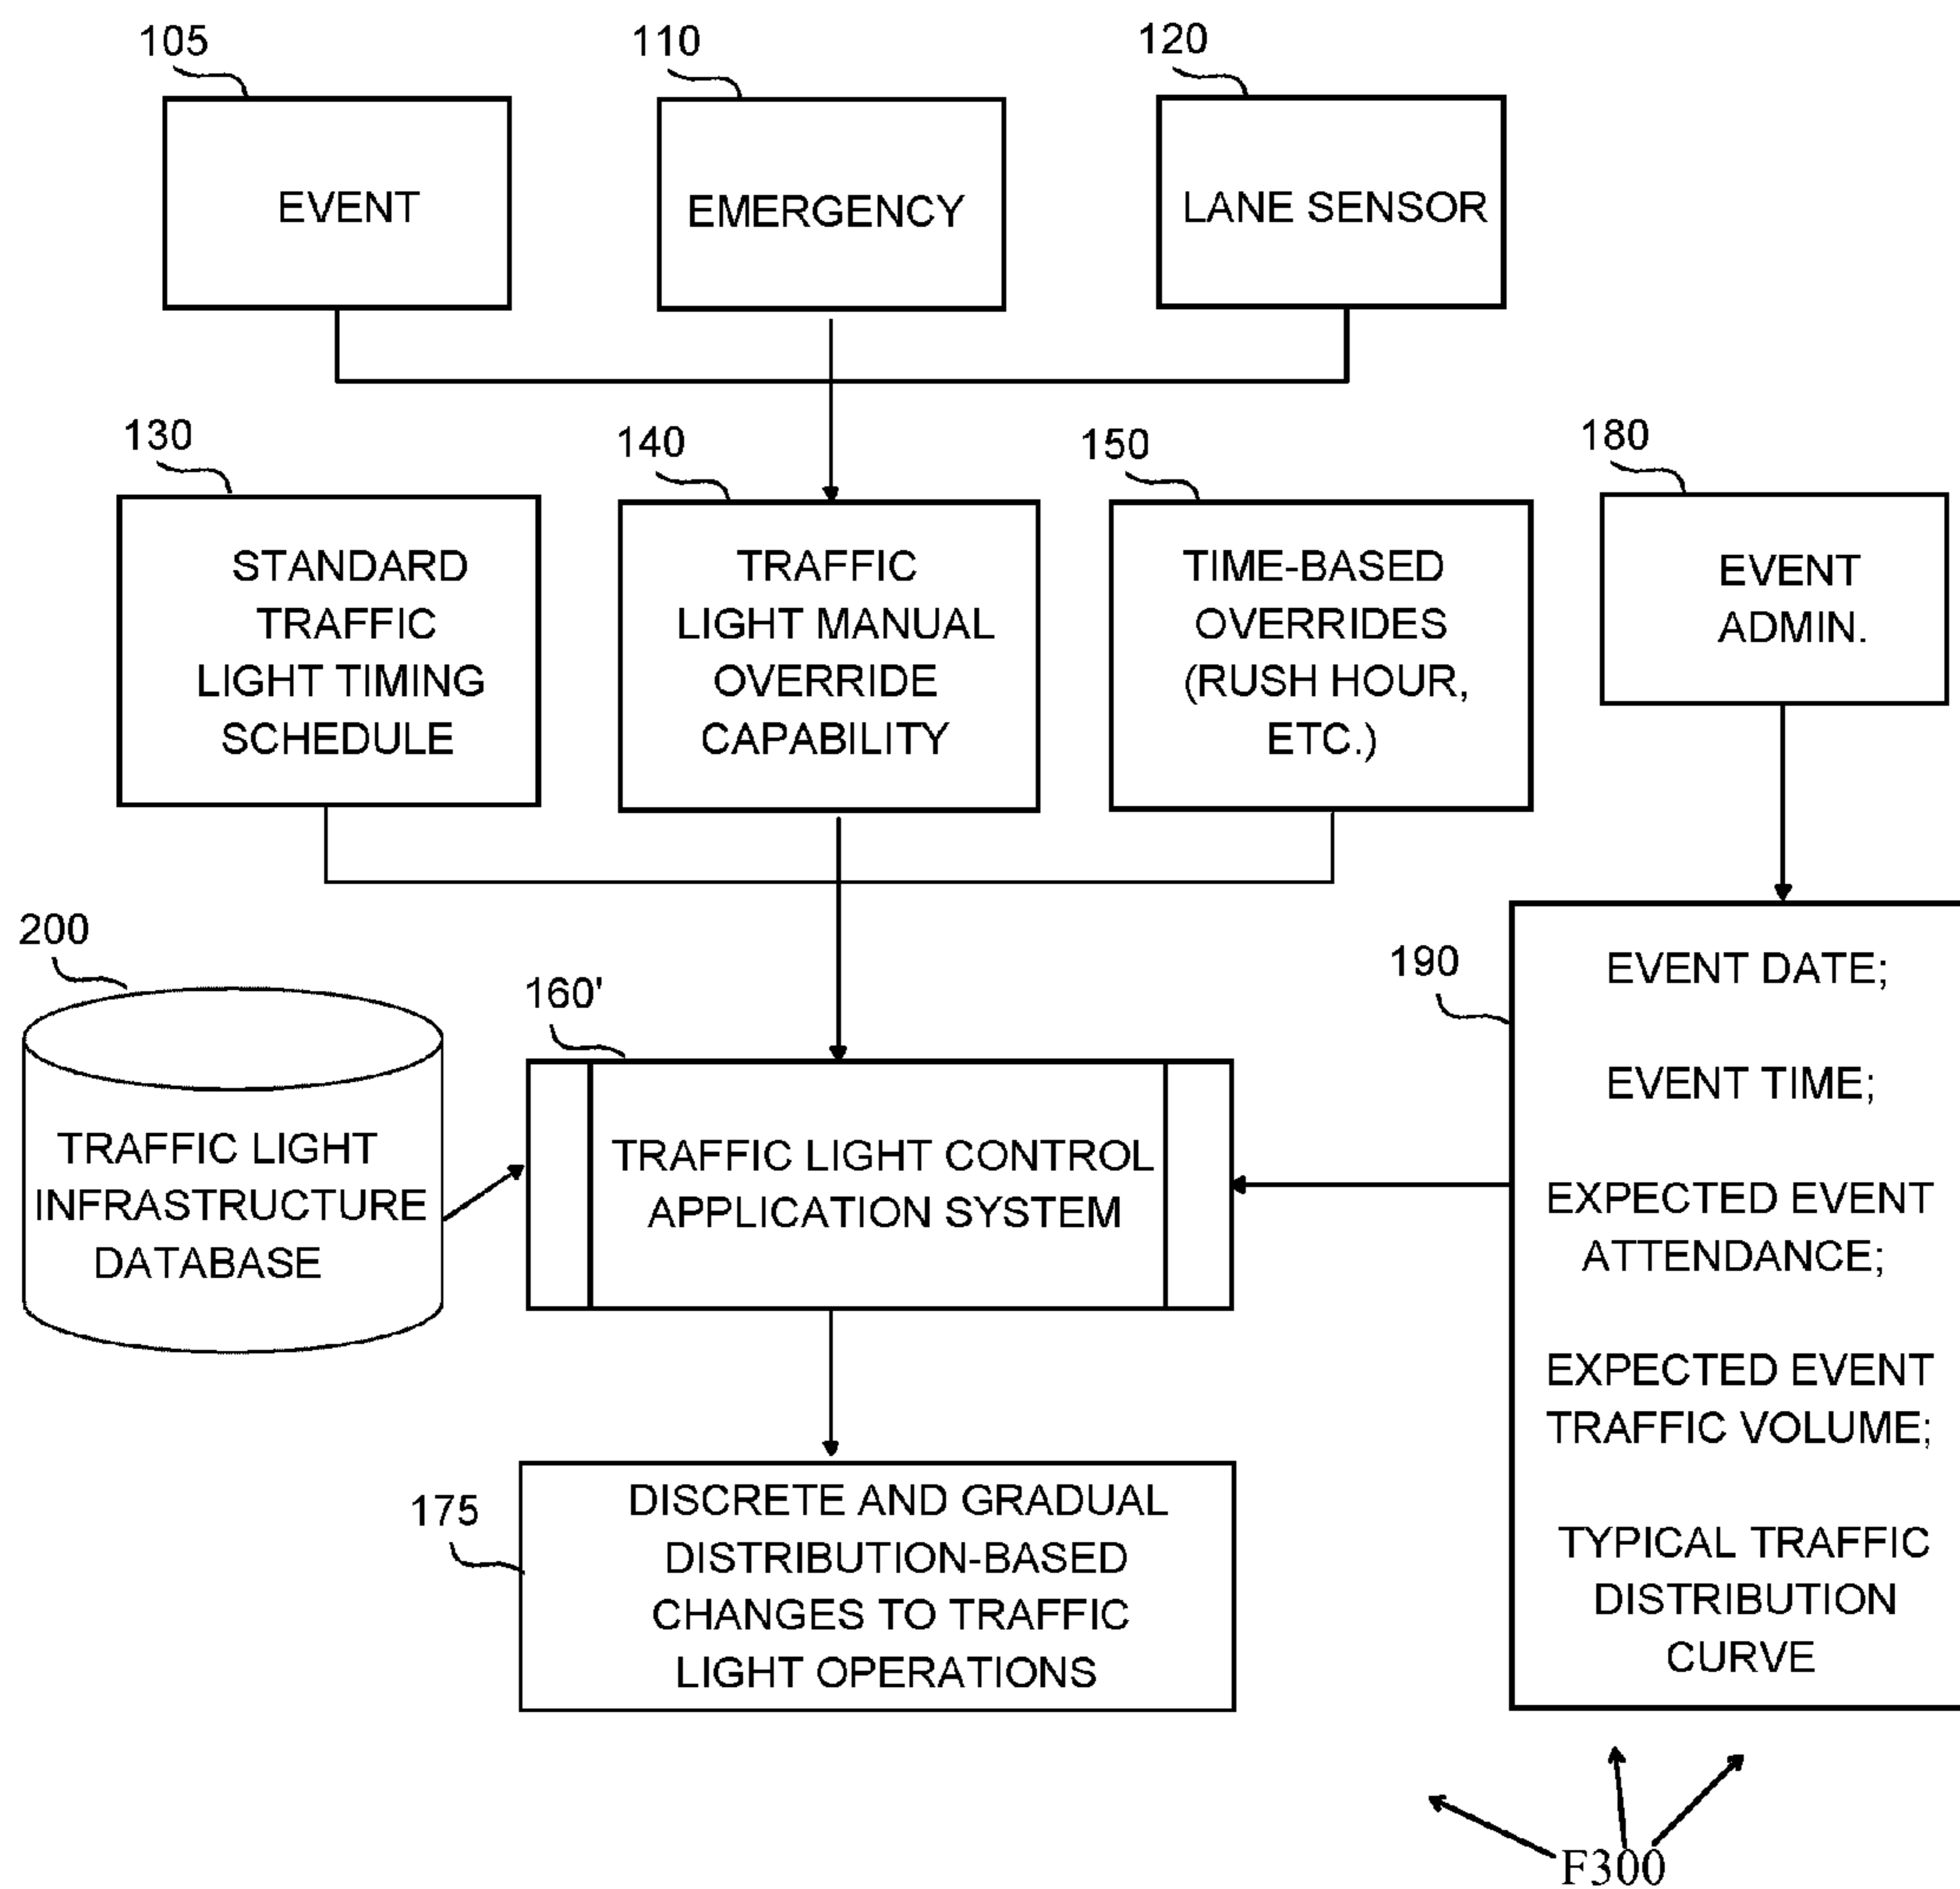 105
EVENT
110
EMERGENCY
120
LANE SENSOR
130
STANDARD
TRAFFIC
LIGHT TIMING
SCHEDULE
140
TRAFFIC
LIGHT MANUAL
OVERRIDE
CAPABILITY
150
TIME-BASED
OVERRIDES
(RUSH HOUR,
ETC.)
180
EVENT
ADMIN.
200
TRAFFIC LIGHT
INFRASTRUCTURE
DATABASE
160'
TRAFFIC LIGHT CONTROL
APPLICATION SYSTEM
190
EVENT DATE;
EVENT TIME;
EXPECTED EVENT
ATTENDANCE;
EXPECTED EVENT
TRAFFIC VOLUME;
TYPICAL TRAFFIC
DISTRIBUTION
CURVE
175
DISCRETE AND GRADUAL
DISTRIBUTION-BASED
CHANGES TO TRAFFIC
LIGHT OPERATIONS
F300